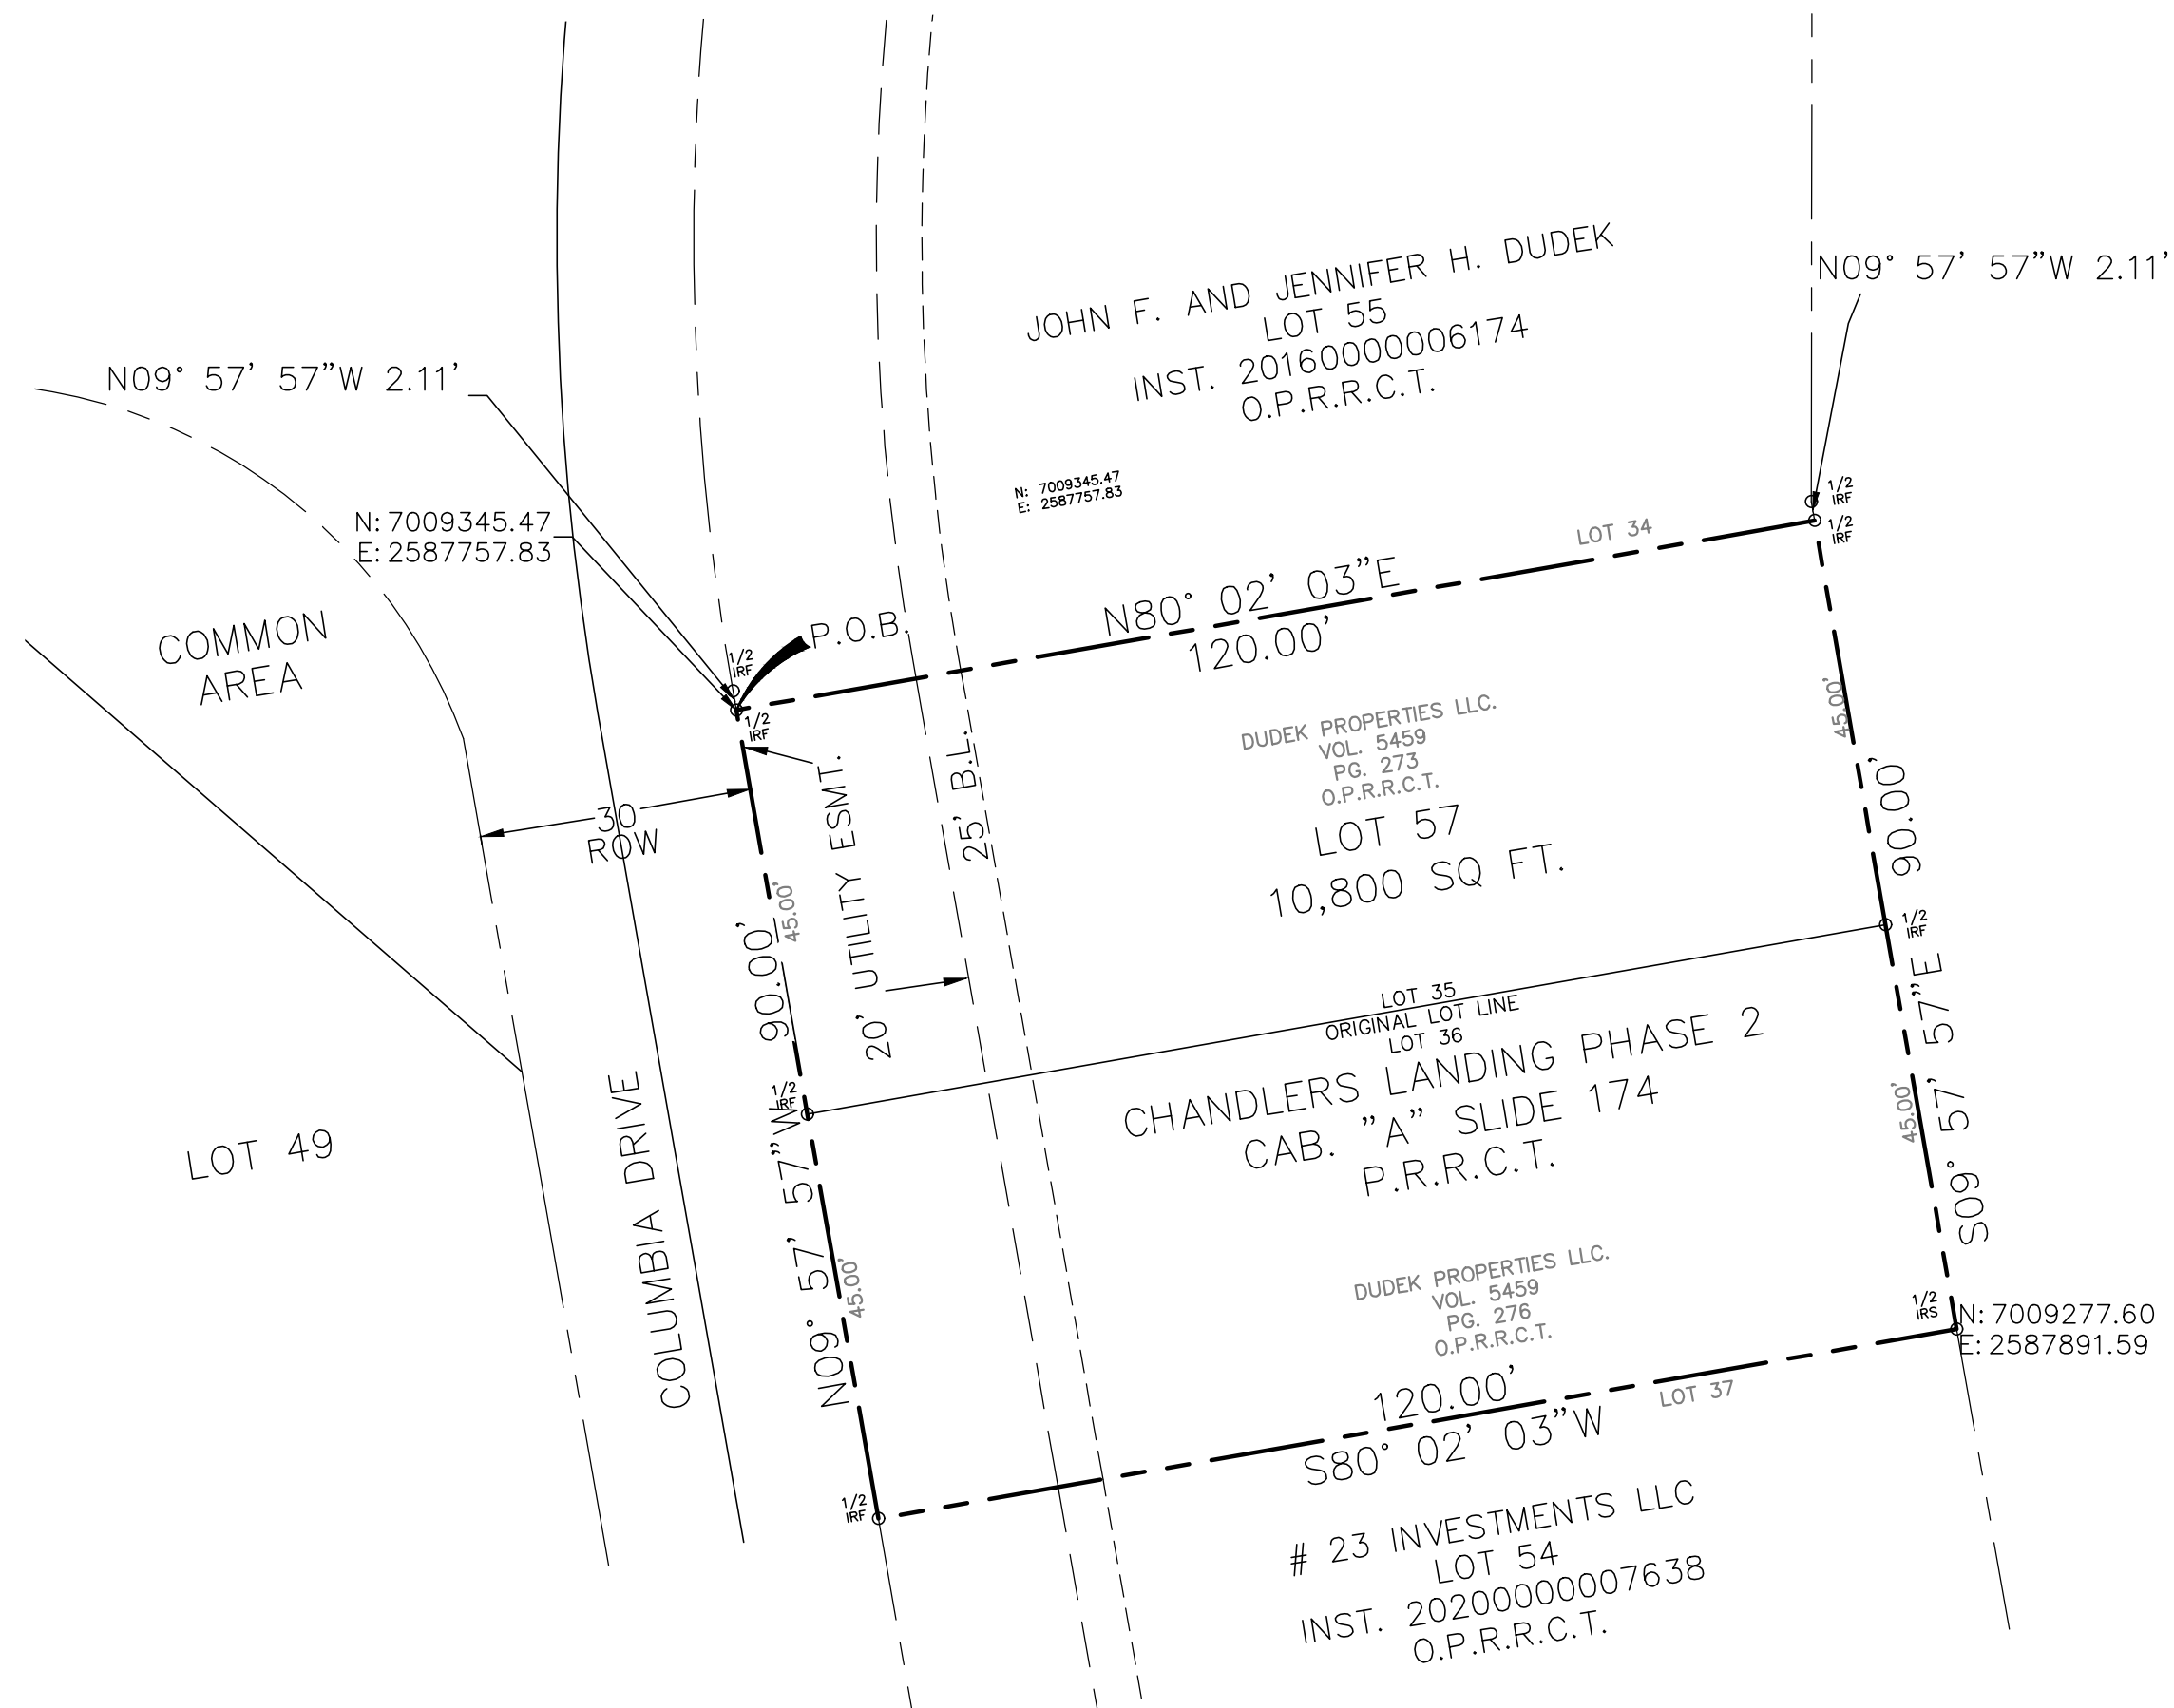 JOHN F. AND JENNIFER H. DUDEK
LOT 55
INST. 20160000006174
O.P.R.R.C.T.
N09° 57' 57"W 2.11'
N09° 57' 57"W 2.11'
N: 7009345.47
E: 2587757.83
N: 7009345.47
E: 2587757.83
1/2
IRF
1/2
IRF
LOT 34
N80° 02' 03"E
120.00'
COMMON
AREA
P.O.B.
1/2
IRF
1/2
IRF
DUDEK PROPERTIES LLC.
VOL. 5459
PG. 273
O.P.R.R.C.T.
LOT 57
10,800 SQ FT.
45.00'
90.00'
S09° 57' 57"E
45.00'
30
ROW
20' UTILITY ESMT.
25' B.L.
45.00'
90.00'
N09° 57' 57"W
45.00'
1/2
IRF
1/2
IRF
LOT 35
ORIGINAL LOT LINE
LOT 36
CHANDLERS LANDING PHASE 2
CAB. "A" SLIDE 174
P.R.R.C.T.
COLUMBIA DRIVE
LOT 49
DUDEK PROPERTIES LLC.
VOL. 5459
PG. 276
O.P.R.R.C.T.
1/2
IRS
N: 7009277.60
E: 2587891.59
120.00'
S80° 02' 03"W
LOT 37
1/2
IRF
# 23 INVESTMENTS LLC
LOT 54
INST. 20200000007638
O.P.R.R.C.T.